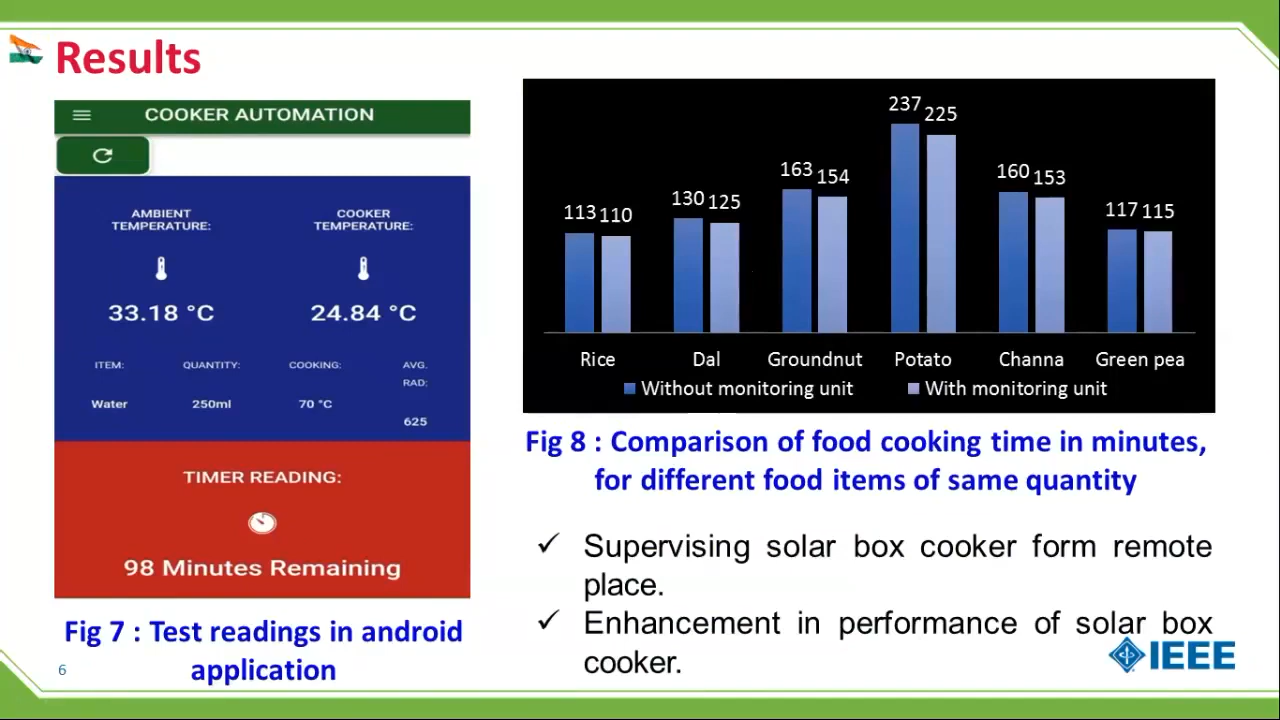 Results
COOKER AUTOMATION
AMBIENT COOKER
TEMPERATURE: TEMPERATURE:
33.18 °C 24.84 °C
ITEM: QUANTITY: COOKING: AVG.
RAD:
Water 250ml 70 °C
625
TIMER READING:
98 Minutes Remaining
Fig 7 : Test readings in android
application
6
237 225
163 154 160 153
130 125
113 110 117 115
Rice Dal Groundnut Potato Channa Green pea
Without monitoring unit With monitoring unit
Fig 8 : Comparison of food cooking time in minutes,
for different food items of same quantity
✓ Supervising solar box cooker form remote
place.
✓ Enhancement in performance of solar box
cooker.
IEEE